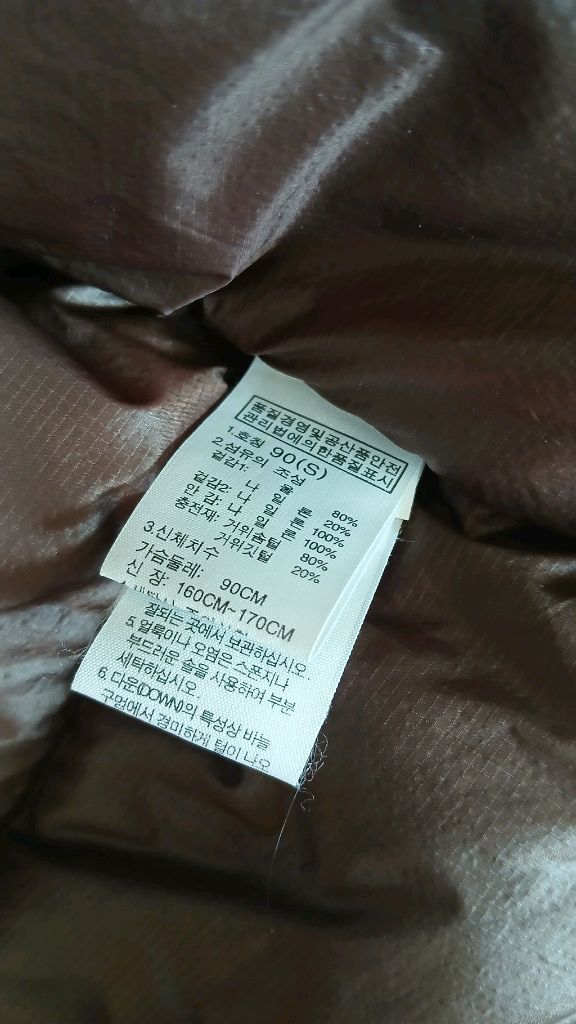 품질경영및공산품안전
관리법에의한품질표시
1.호칭 90(S)
2.섬유의 조성
겉감1: 울 80%
나 일 론 20%
겉감2: 나 일 론 100%
안 감: 나 일 론 100%
충전재: 거위솜털 80%
거위깃털 20%
3.신체치수
가슴둘레: 90CM
신 장: 160CM~170CM
잘되는 곳에서 보관하십시오.
5.얼룩이나 오염은 스폰지나
부드러운 솔을 사용하여 부분
세탁하십시오.
6.다운(DOWN)의 특성상 바늘
구멍에서 경미하게 털이 나오